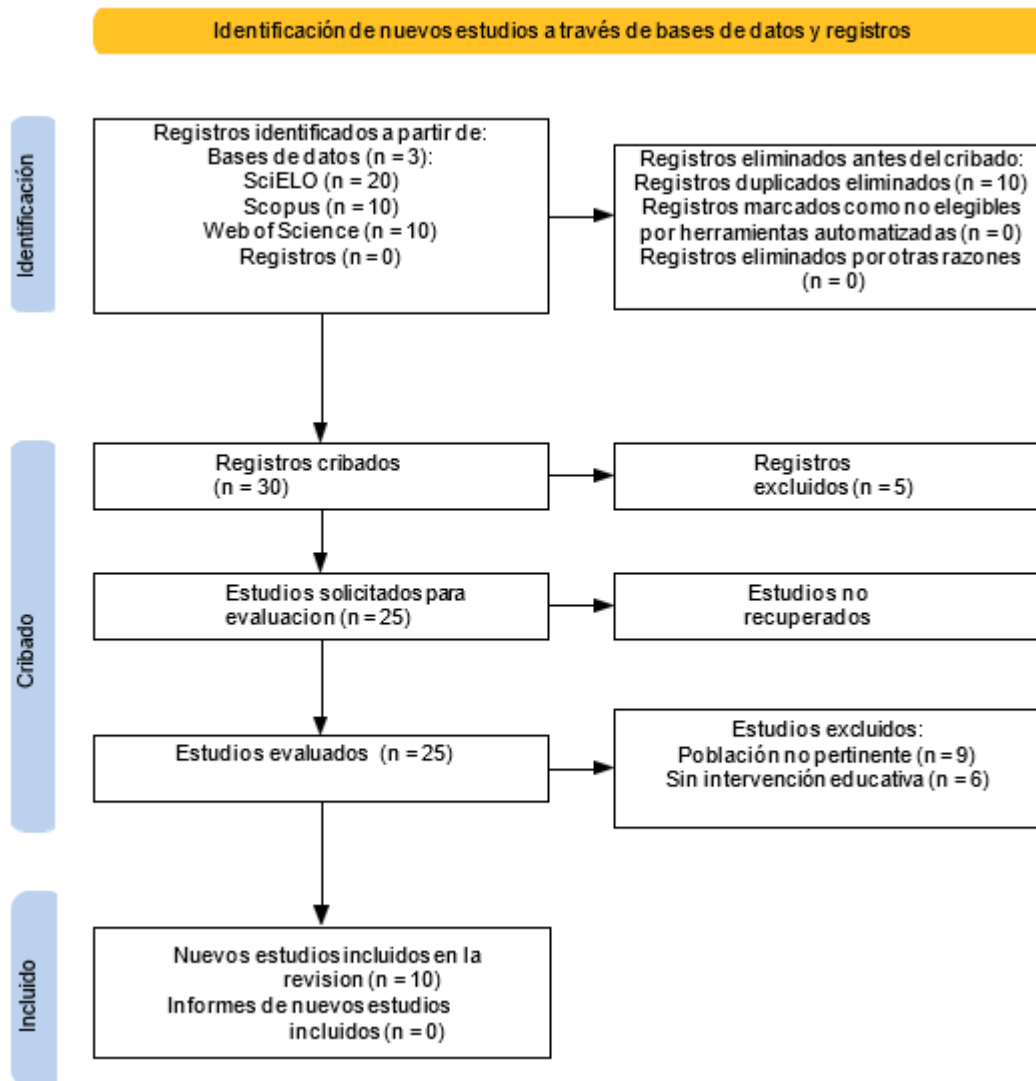 Identificación de nuevos estudios a través de bases de datos y registros
Identificación
Registros identificados a partir de:
Bases de datos (n = 3):
SciELO (n = 20)
Scopus (n = 10)
Web of Science (n = 10)
Registros (n = 0)
Registros eliminados antes del cribado:
Registros duplicados eliminados (n = 10)
Registros marcados como no elegibles
por herramientas automatizadas (n = 0)
Registros eliminados por otras razones
(n = 0)
Cribado
Registros cribados
(n = 30)
Registros
excluidos (n = 5)
Estudios solicitados para
evaluacion (n = 25)
Estudios no
recuperados
Estudios evaluados (n = 25)
Estudios excluidos:
Población no pertinente (n = 9)
Sin intervención educativa (n = 6)
Incluido
Nuevos estudios incluidos en la
revision (n = 10)
Informes de nuevos estudios
incluidos (n = 0)